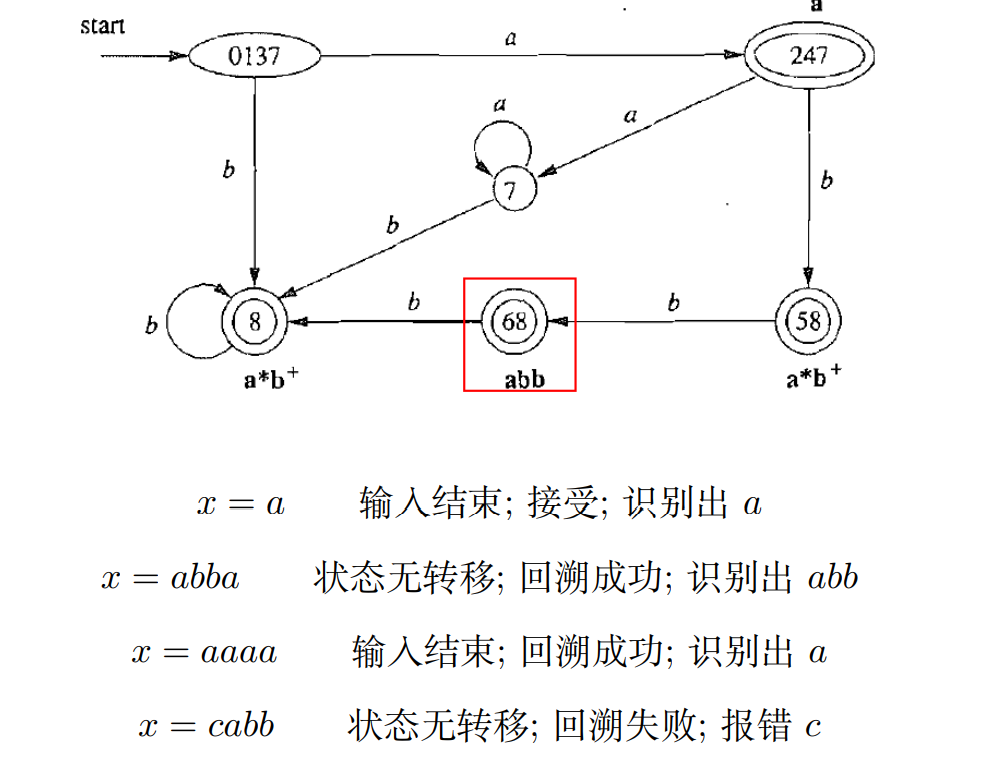 a
start
a
0137
247
a
a
b
b
7
b
b
b
b
8
68
58
a*b⁺
abb
a*b⁺
x = a 输入结束; 接受; 识别出 a
x = abba 状态无转移; 回溯成功; 识别出 abb
x = aaaa 输入结束; 回溯成功; 识别出 a
x = cabb 状态无转移; 回溯失败; 报错 c